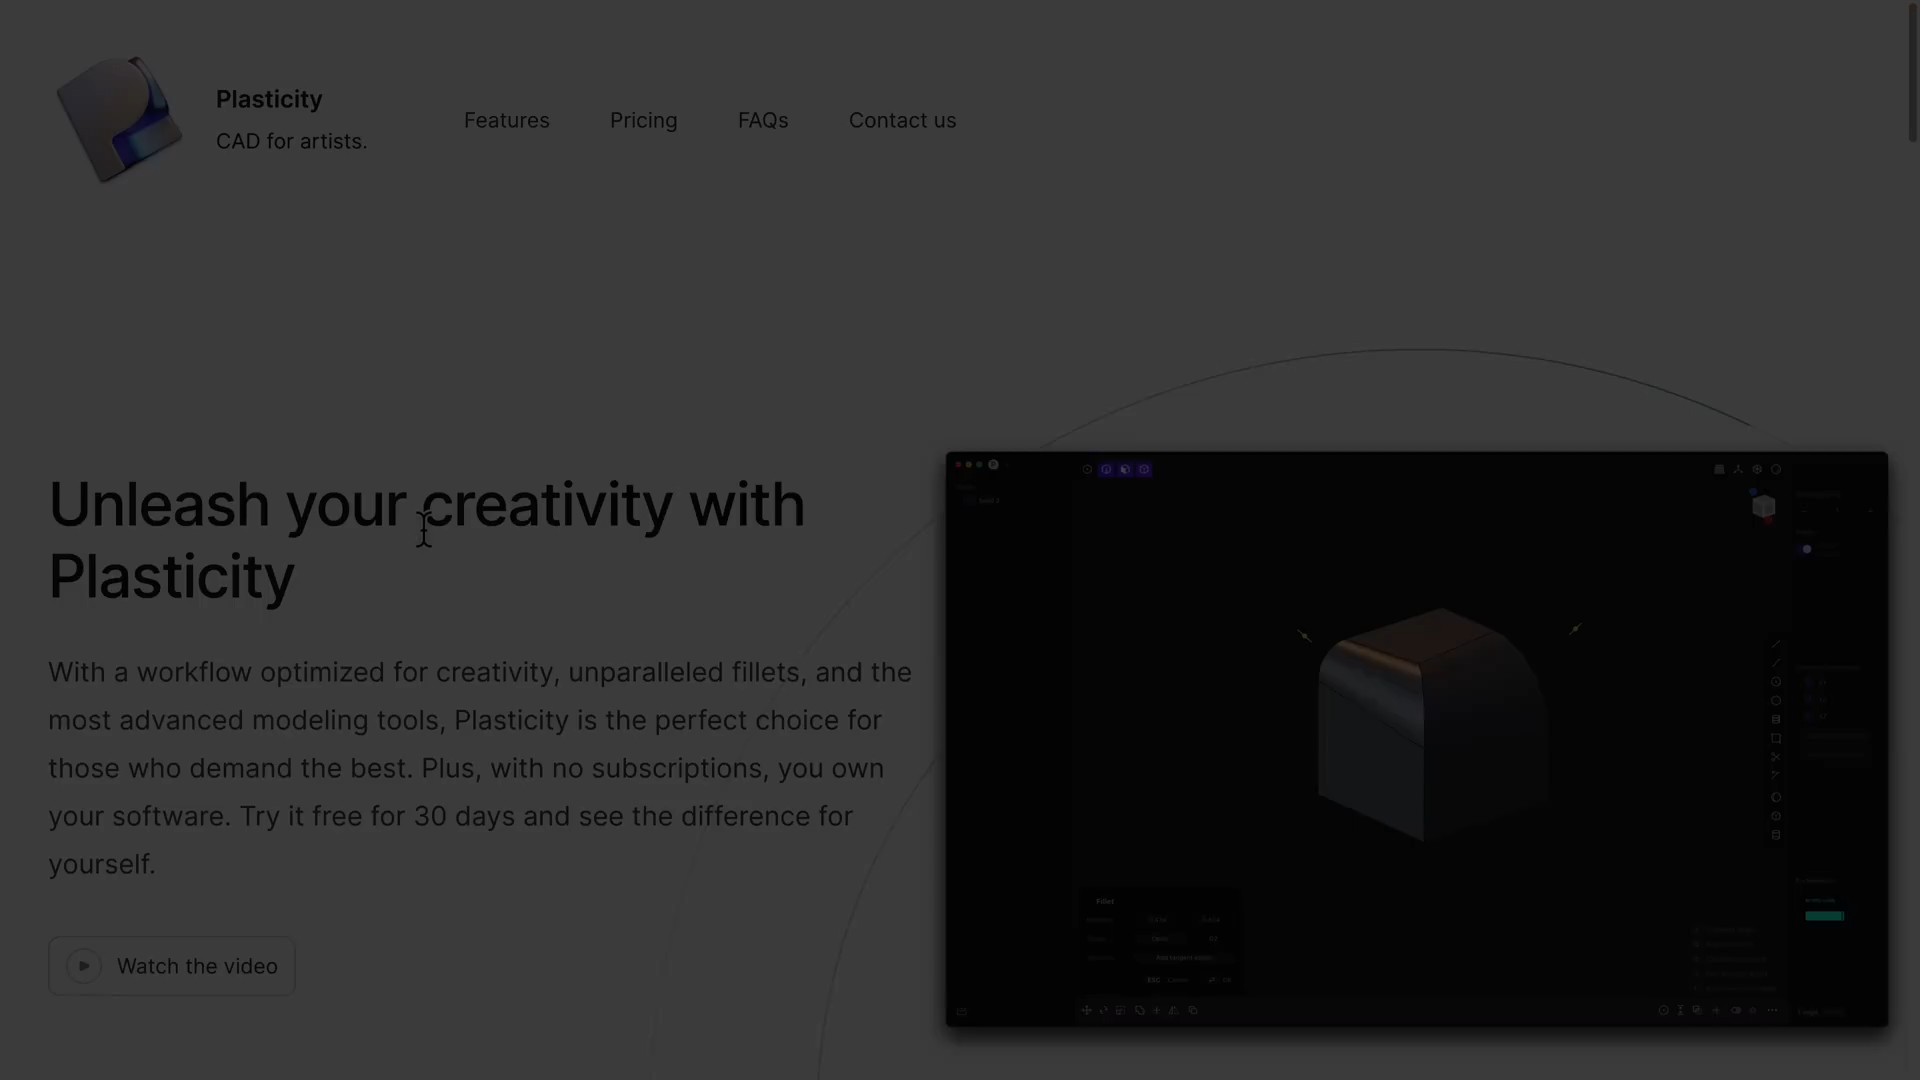 Plasticity
CAD for artists.
Features
Pricing
FAQs
Contact us
Unleash your creativity with
Plasticity
With a workflow optimized for creativity, unparalleled fillets, and the
most advanced modeling tools, Plasticity is the perfect choice for
those who demand the best. Plus, with no subscriptions, you own
your software. Try it free for 30 days and see the difference for
yourself.
Watch the video
Fillet
ESC